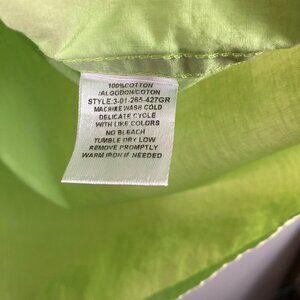 100%COTTON
/ALGODON/COTON
STYLE:3-01-265-427GR
MACHINE WASH COLD
DELICATE CYCLE
WITH LIKE COLORS
NO BLEACH
TUMBLE DRY LOW
REMOVE PROMPTLY
WARM IRON IF NEEDED